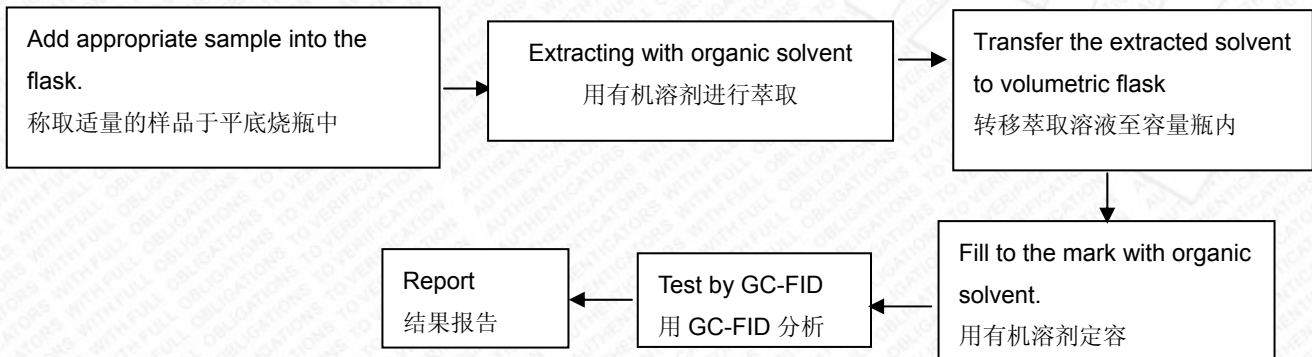 Add appropriate sample into the
flask.
称取适量的样品于平底烧瓶中
Extracting with organic solvent
用有机溶剂进行萃取
Transfer the extracted solvent
to volumetric flask
转移萃取溶液至容量瓶内
Fill to the mark with organic
solvent.
用有机溶剂定容
Test by GC-FID
用 GC-FID 分析
Report
结果报告